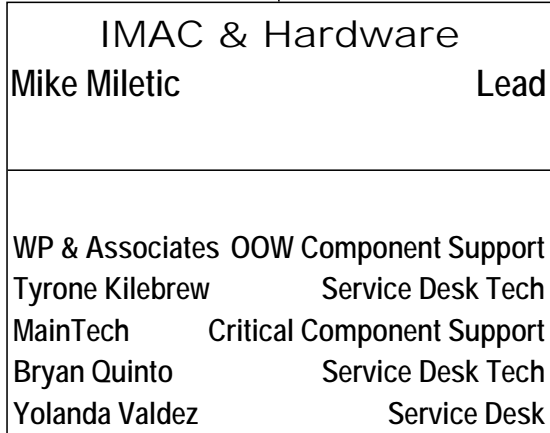 IMAC & Hardware
Mike Miletic Lead
WP & Associates OOW Component Support
Tyrone Kilebrew Service Desk Tech
MainTech Critical Component Support
Bryan Quinto Service Desk Tech
Yolanda Valdez Service Desk